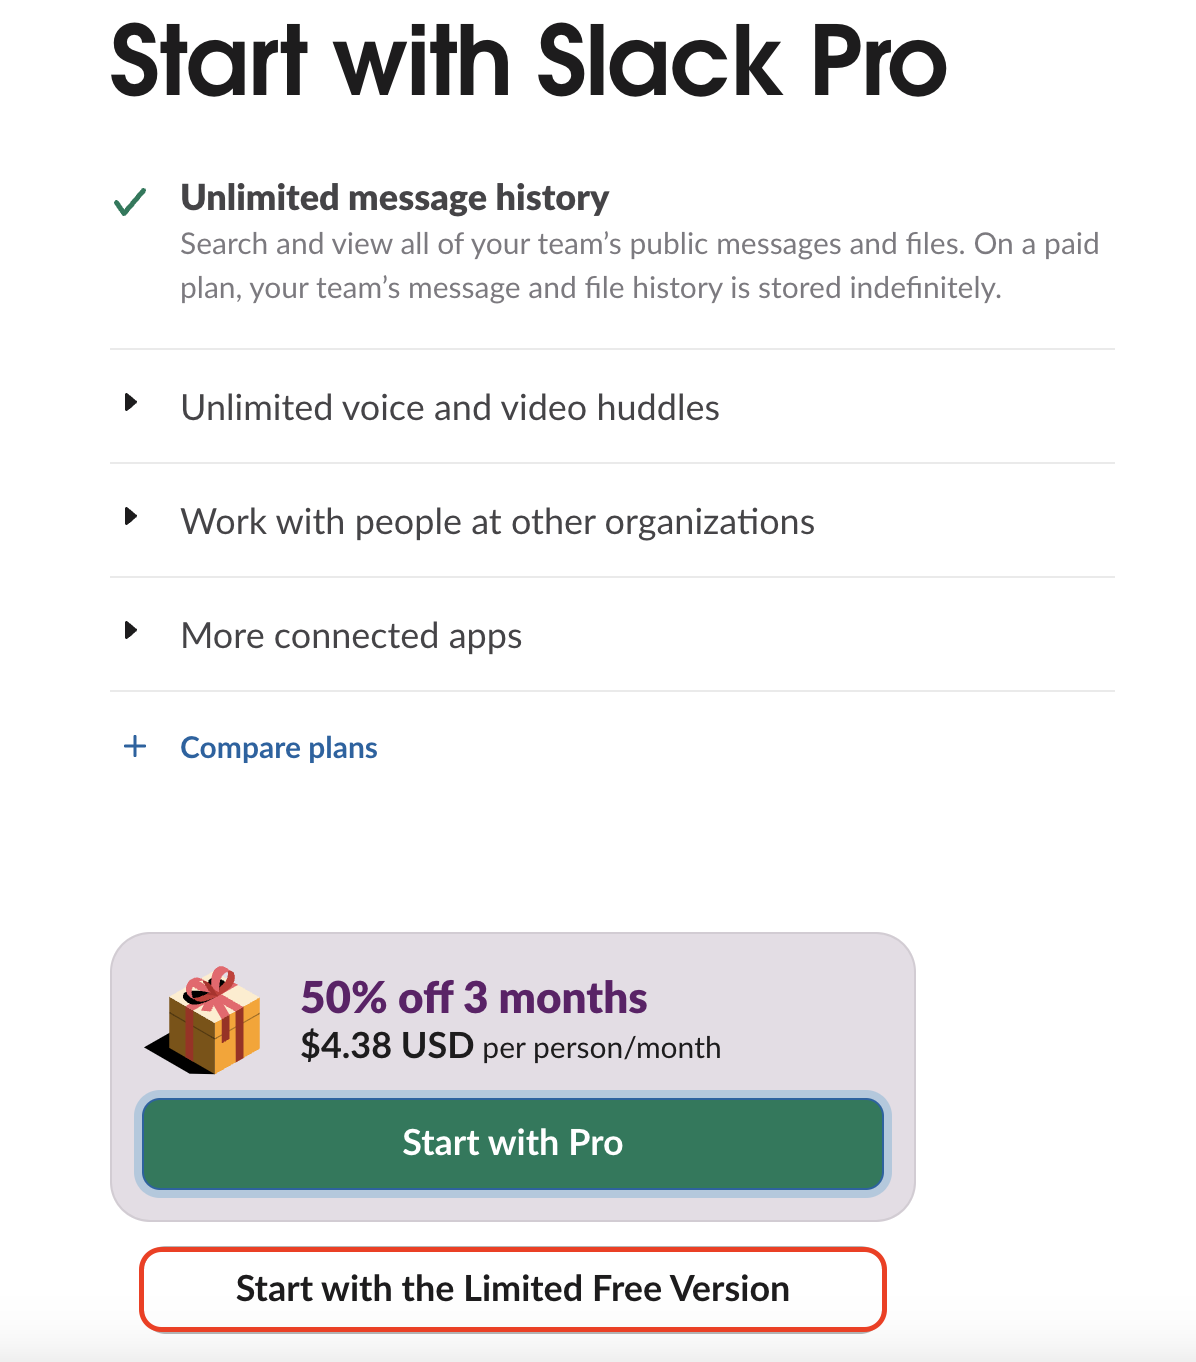 Start with Slack Pro
Unlimited message history
Search and view all of your team’s public messages and files. On a paid
plan, your team’s message and file history is stored indefinitely.
Unlimited voice and video huddles
Work with people at other organizations
More connected apps
Compare plans
50% off 3 months
$4.38 USD per person/month
Start with Pro
Start with the Limited Free Version